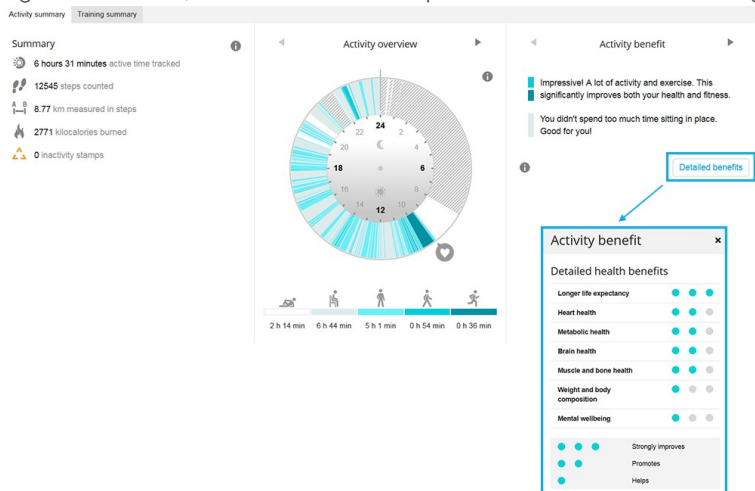 Activity summary
Training summary
Summary
6 hours 31 minutes active time tracked
12545 steps counted
A B
8.77 km measured in steps
2771 kilocalories burned
0 inactivity stamps
Activity overview
24
2
4
6
8
10
12
14
16
18
20
22
2 h 14 min
6 h 44 min
5 h 1 min
0 h 54 min
0 h 36 min
Activity benefit
Impressive! A lot of activity and exercise. This
significantly improves both your health and fitness.
You didn't spend too much time sitting in place.
Good for you!
Detailed benefits
Activity benefit
×
Detailed health benefits
Longer life expectancy
Heart health
Metabolic health
Brain health
Muscle and bone health
Weight and body
composition
Mental wellbeing
Strongly improves
Promotes
Helps